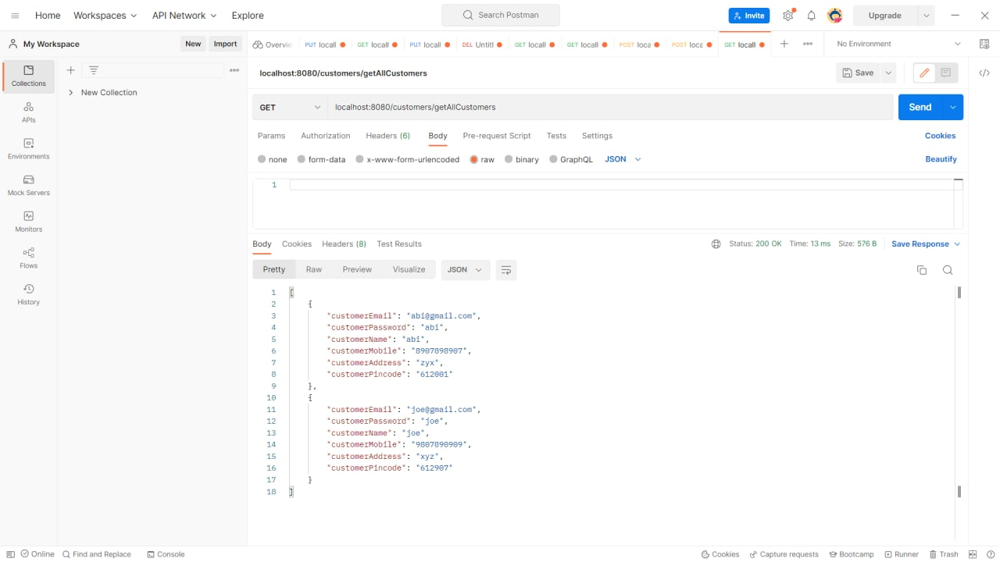 Home Workspaces API Network Explore Search Postman Invite Upgrade
My Workspace New Import Overvie PUT locall GET locall PUT locall DEL Untitl GET locall GET locall POST loca POST loca GET locall No Environment
Collections
New Collection
APIs
Environments
Mock Servers
Monitors
Flows
History
localhost:8080/customers/getAllCustomers Save
GET localhost:8080/customers/getAllCustomers Send
Params Authorization Headers (6) Body Pre-request Script Tests Settings Cookies
none form-data x-www-form-urlencoded raw binary GraphQL JSON Beautify
1
Body Cookies Headers (8) Test Results Status: 200 OK Time: 13 ms Size: 576 B Save Response
Pretty Raw Preview Visualize JSON
1 [
2 {
3 "customerEmail": "abi@gmail.com",
4 "customerPassword": "abi",
5 "customerName": "abi",
6 "customerMobile": "8907898907",
7 "customerAddress": "zyx",
8 "customerPincode": "612001"
9 },
10 {
11 "customerEmail": "joe@gmail.com",
12 "customerPassword": "joe",
13 "customerName": "joe",
14 "customerMobile": "9807890909",
15 "customerAddress": "xyz",
16 "customerPincode": "612907"
17 }
18 ]
Online Find and Replace Console Cookies Capture requests Bootcamp Runner Trash